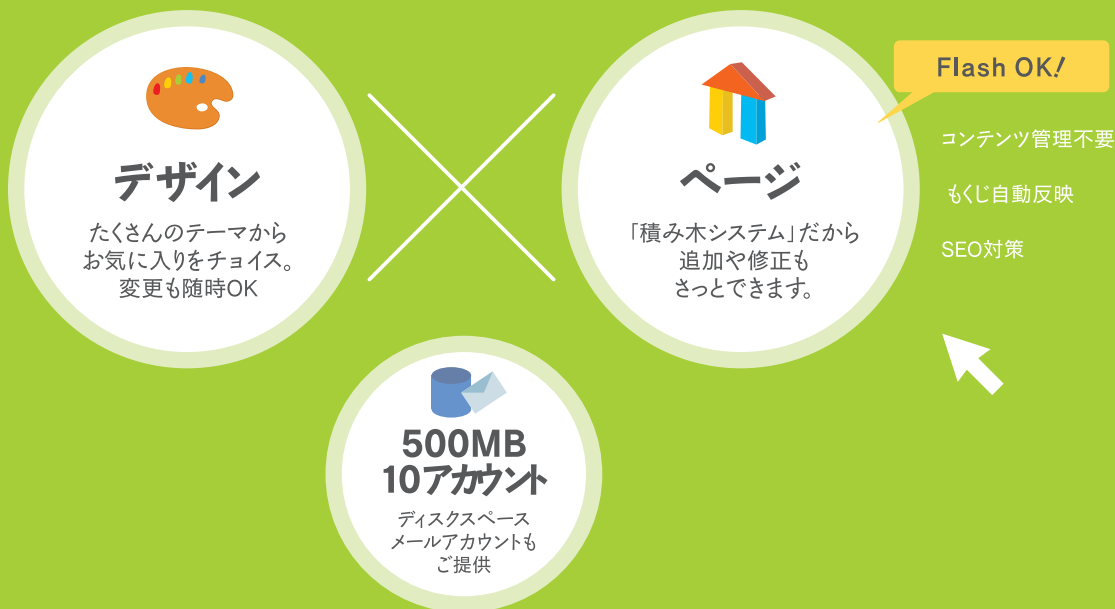 デザイン
たくさんのテーマから
お気に入りをチョイス。
変更も随時OK
ページ
「積み木システム」だから
追加や修正も
さっとできます。
Flash OK!
コンテンツ管理不要
もくじ自動反映
SEO対策
500MB
10アカウント
ディスクスペース
メールアカウントも
ご提供